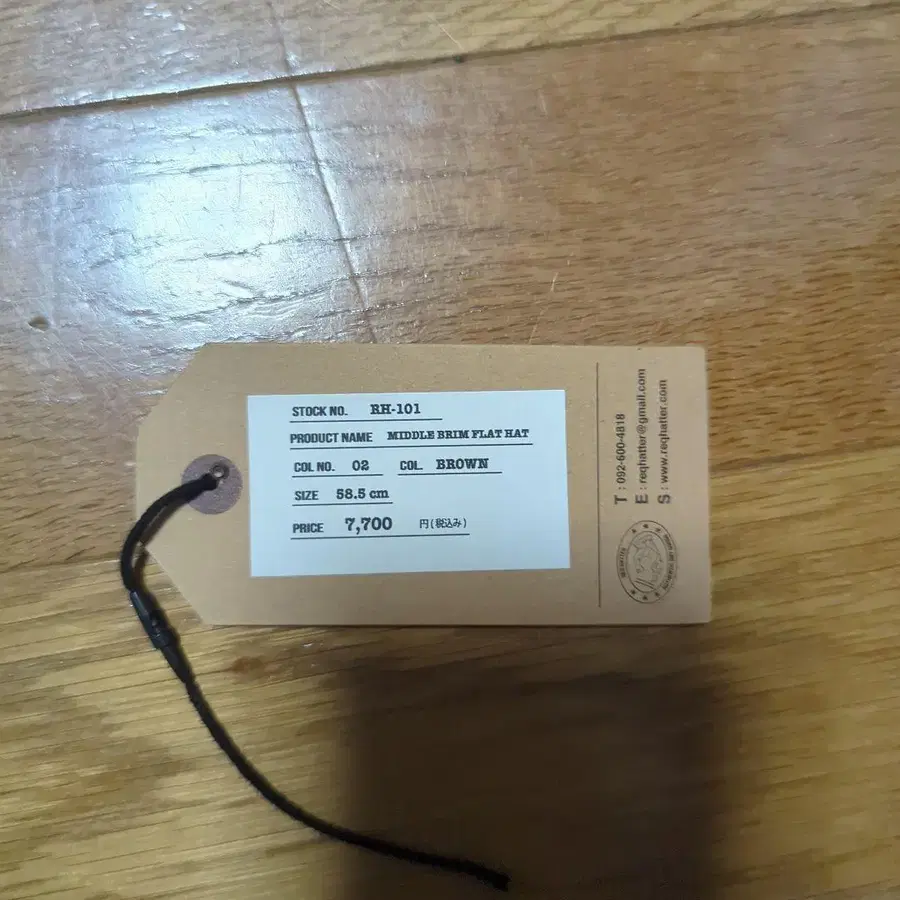 STOCK NO. RH-101
PRODUCT NAME MIDDLE BRIM FLAT HAT
COL NO. 02 COL. BROWN
SIZE 58.5 cm
PRICE 7,700 円(税込み)
T : 092-600-4818
E : reqhatter@gmail.com
S : www.reqhatter.com